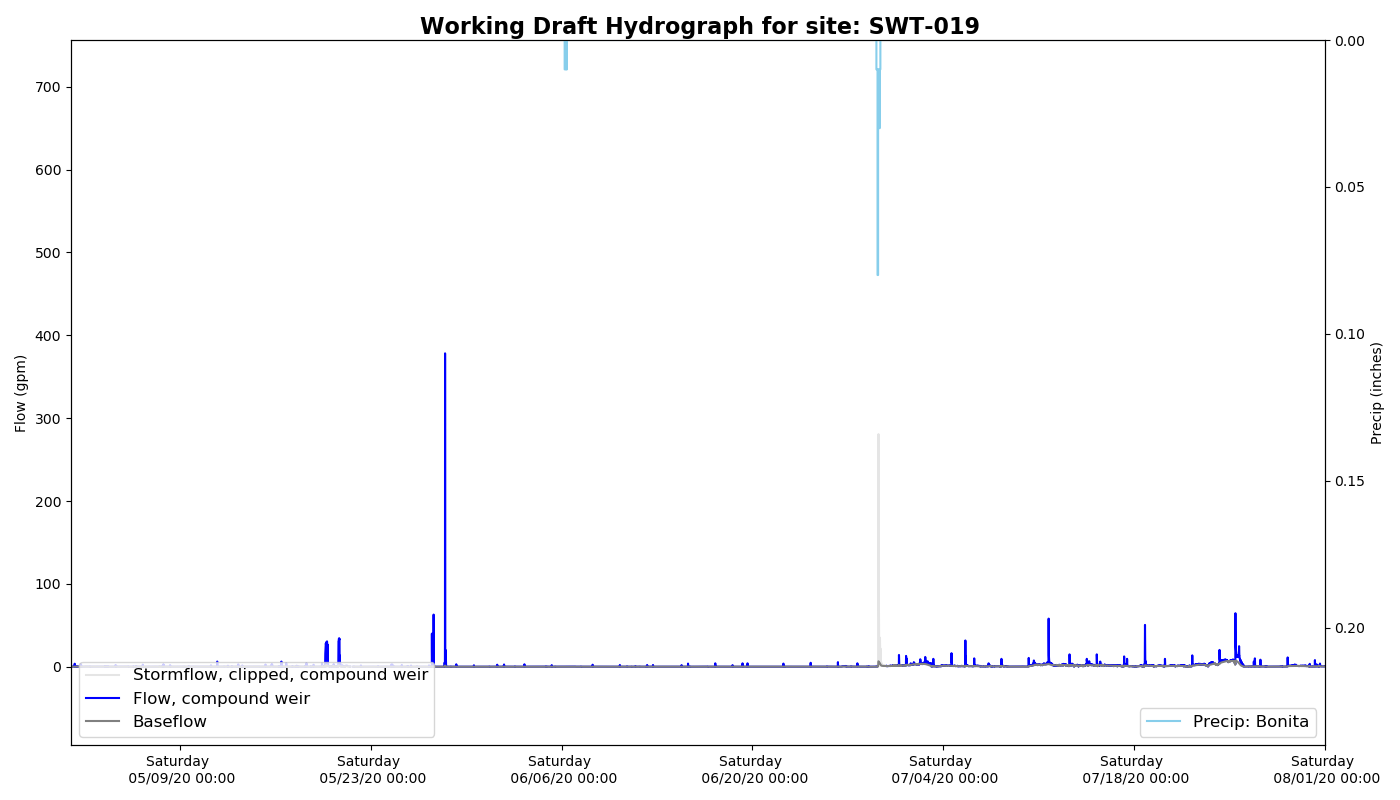 Working Draft Hydrograph for site: SWT-019
700
600
500
400
300
200
100
0
Flow (gpm)
0.00
0.05
0.10
0.15
0.20
Precip (inches)
Stormflow, clipped, compound weir
Flow, compound weir
Baseflow
Precip: Bonita
Saturday
05/09/20 00:00
Saturday
05/23/20 00:00
Saturday
06/06/20 00:00
Saturday
06/20/20 00:00
Saturday
07/04/20 00:00
Saturday
07/18/20 00:00
Saturday
08/01/20 00:00